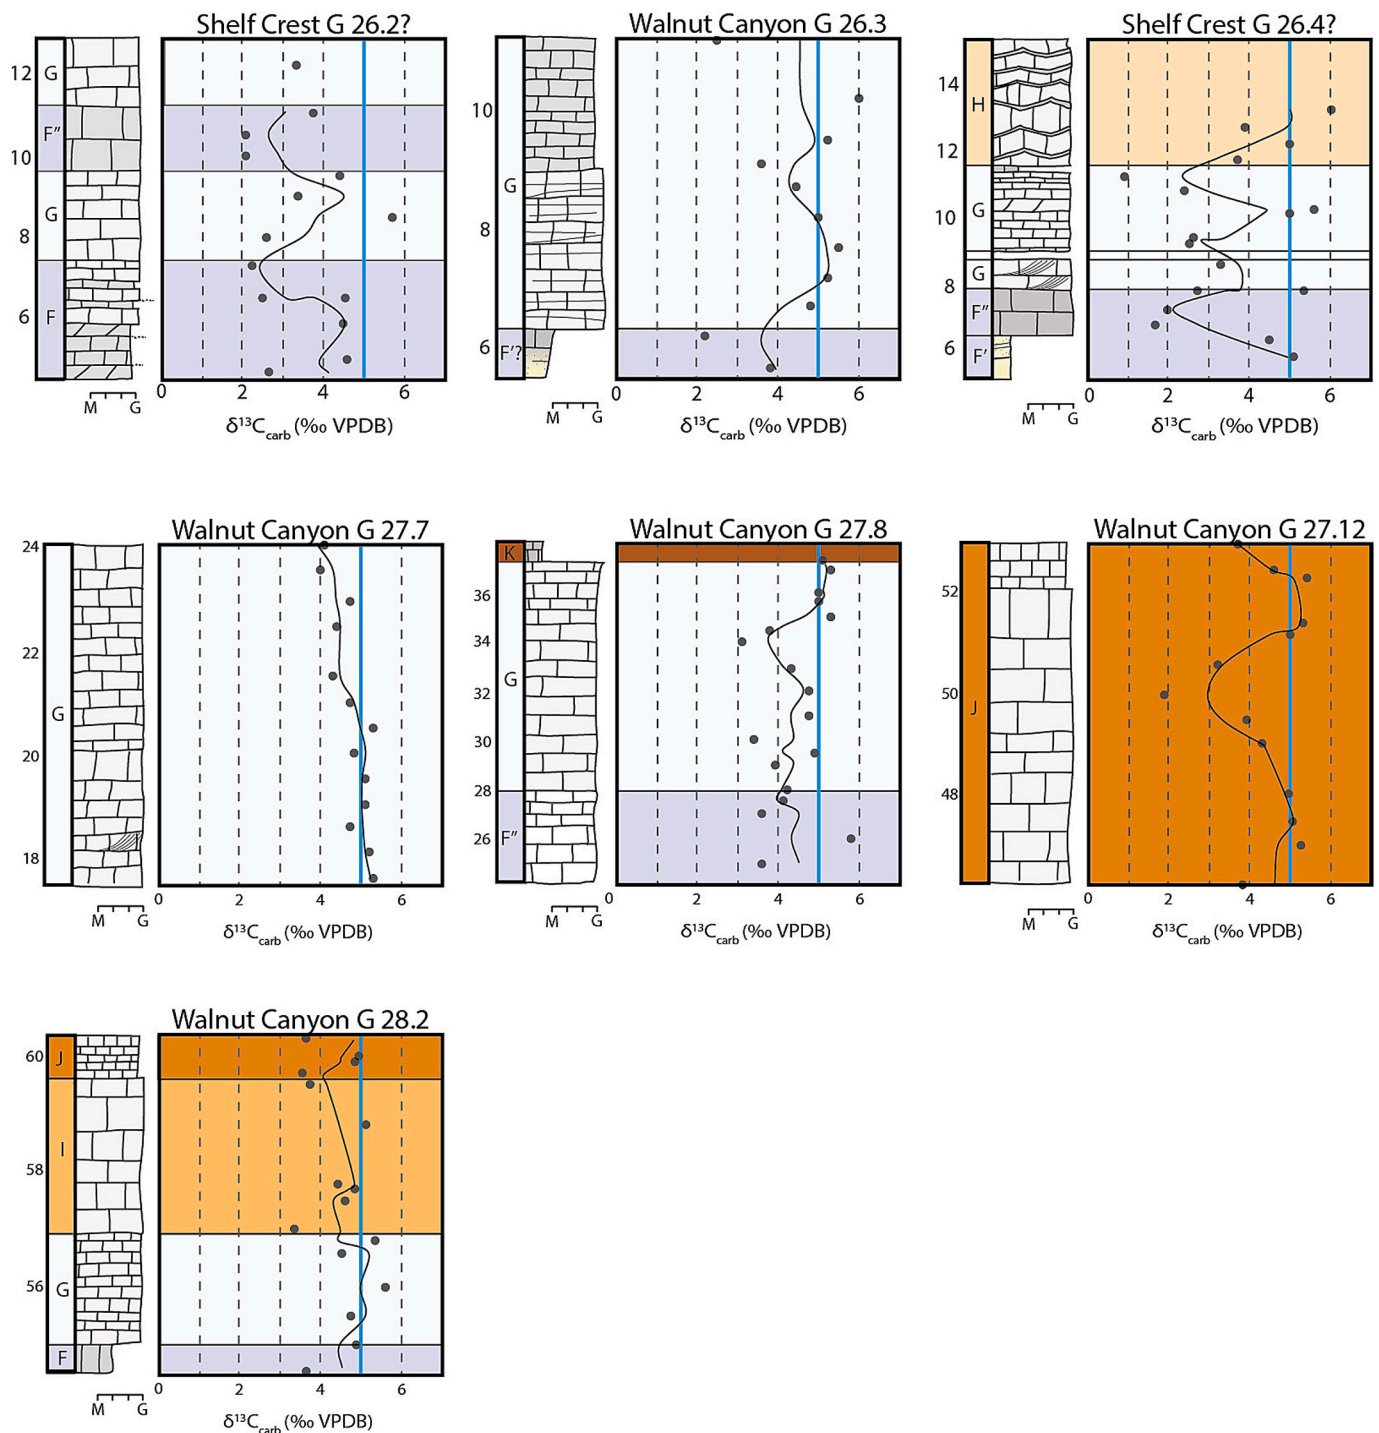 Shelf Crest G 26.2?
12
G
F"
10
G
8
F
6
0 2 4 6
M G
δ¹³Ccarb (‰ VPDB)
Walnut Canyon G 26.3
10
G
8
6
F'?
0 2 4 6
M G
δ¹³Ccarb (‰ VPDB)
Shelf Crest G 26.4?
14
H
12
10
G
G
8
F"
6
F'
0 2 4 6
M G
δ¹³Ccarb (‰ VPDB)
Walnut Canyon G 27.7
24
22
G
20
18
0 2 4 6
M G
δ¹³Ccarb (‰ VPDB)
Walnut Canyon G 27.8
K
36
34
G
32
30
28
F"
26
0 2 4 6
M G
δ¹³Ccarb (‰ VPDB)
Walnut Canyon G 27.12
52
50
J
48
0 2 4 6
M G
δ¹³Ccarb (‰ VPDB)
Walnut Canyon G 28.2
60
J
I
58
56
G
F
0 2 4 6
M G
δ¹³Ccarb (‰ VPDB)